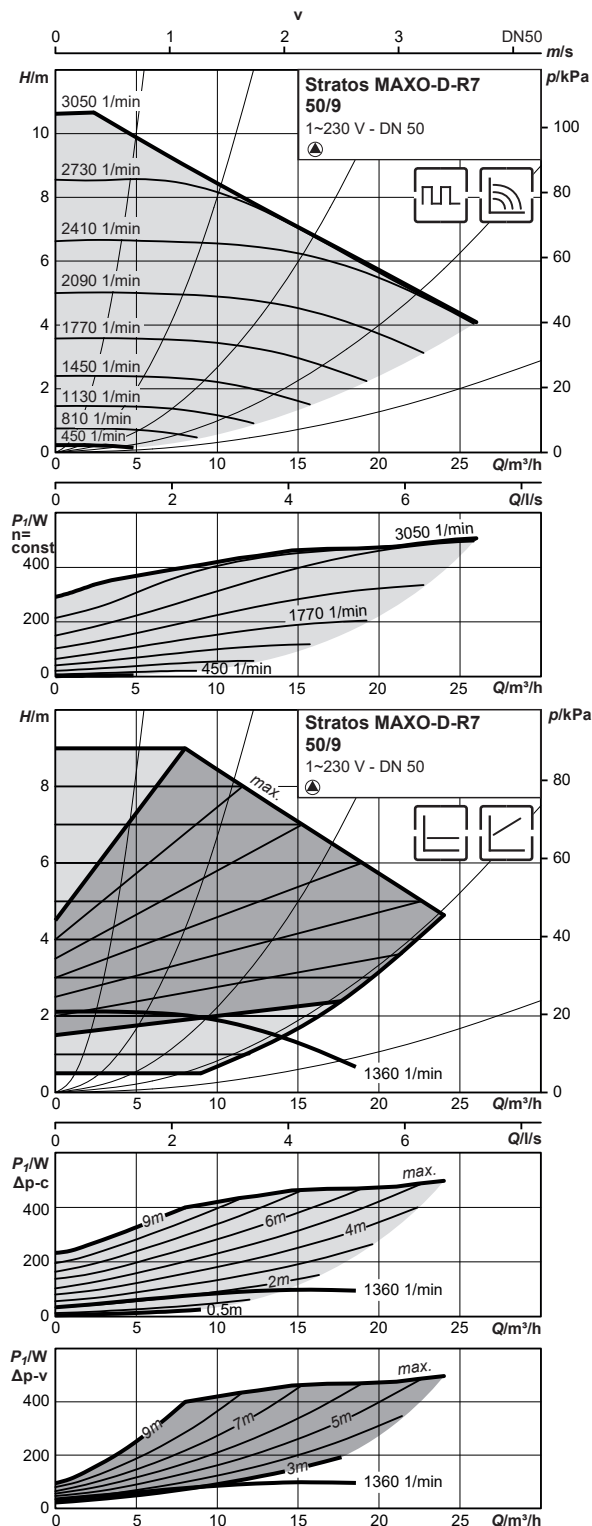 v
0 1 2 3 DN50
m/s
H/m
p/kPa
Stratos MAXO-D-R7
50/9
1~230 V - DN 50
3050 1/min
2730 1/min
2410 1/min
2090 1/min
1770 1/min
1450 1/min
1130 1/min
810 1/min
450 1/min
10
8
6
4
2
0
100
80
60
40
20
0
0 5 10 15 20 25
Q/m³/h
0 2 4 6 Q/l/s
P₁/W
n=
const
400
200
0
3050 1/min
1770 1/min
450 1/min
0 5 10 15 20 25
Q/m³/h
H/m
p/kPa
Stratos MAXO-D-R7
50/9
1~230 V - DN 50
max.
8
6
4
2
0
80
60
40
20
0
1360 1/min
0 5 10 15 20 25
Q/m³/h
0 2 4 6 Q/l/s
P₁/W
Δp-c
400
200
0
max.
9m
6m
4m
2m
0.5m
1360 1/min
0 5 10 15 20 25
Q/m³/h
P₁/W
Δp-v
400
200
0
max.
9m
7m
5m
3m
1360 1/min
0 5 10 15 20 25
Q/m³/h